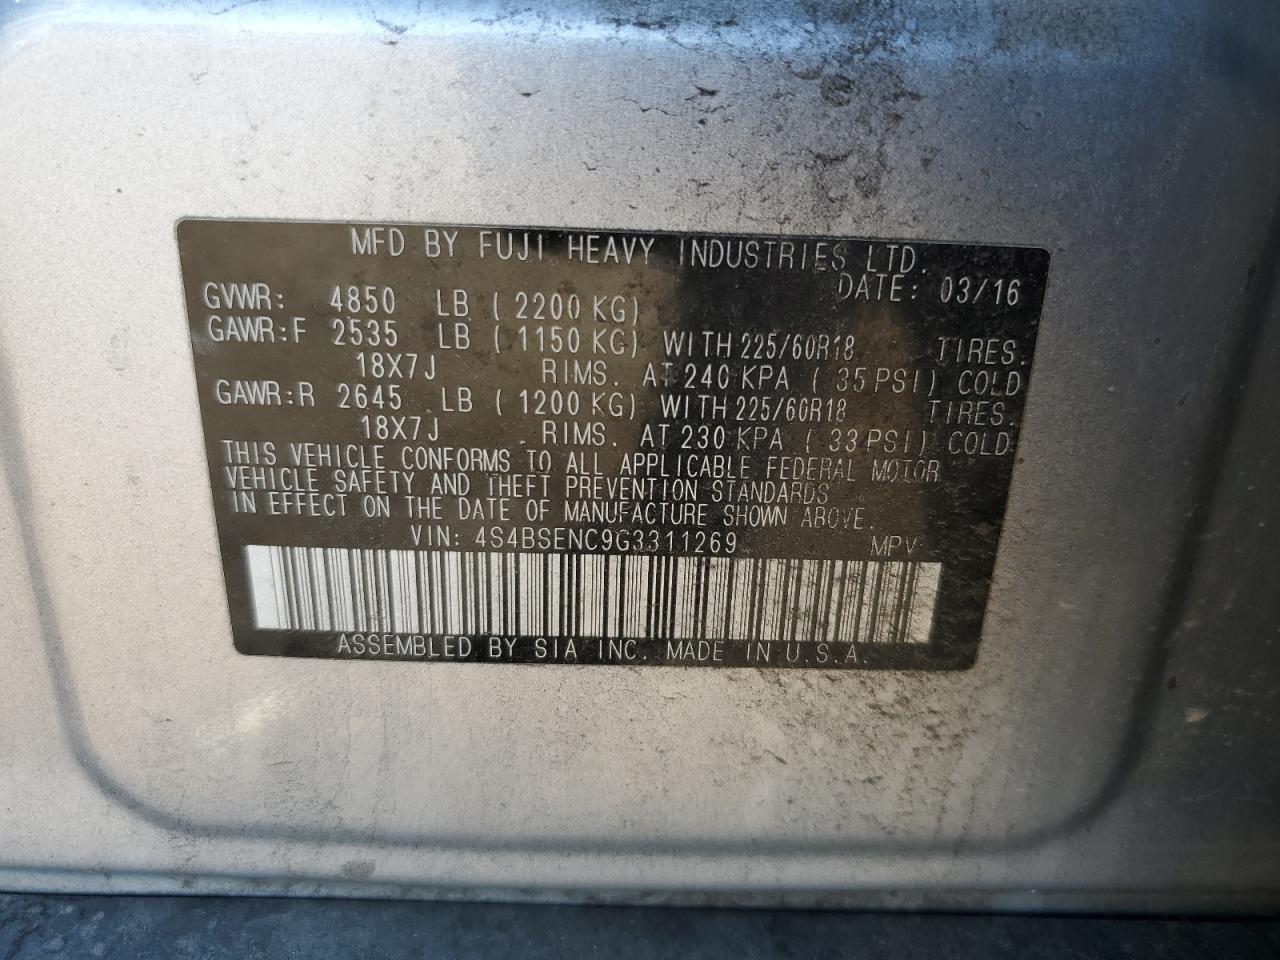 MFD BY FUJI HEAVY INDUSTRIES LTD.
DATE: 03/16
GVWR: 4850 LB ( 2200 KG)
GAWR:F 2535 LB ( 1150 KG) WITH 225/60R18 TIRES.
18X7J RIMS. AT 240 KPA ( 35 PSI) COLD
GAWR:R 2645 LB ( 1200 KG) WITH 225/60R18 TIRES.
18X7J RIMS. AT 230 KPA ( 33 PSI) COLD
THIS VEHICLE CONFORMS TO ALL APPLICABLE FEDERAL MOTOR
VEHICLE SAFETY AND THEFT PREVENTION STANDARDS
IN EFFECT ON THE DATE OF MANUFACTURE SHOWN ABOVE.
VIN: 4S4BSENC9G3311269 MPV
ASSEMBLED BY SIA INC. MADE IN U.S.A.